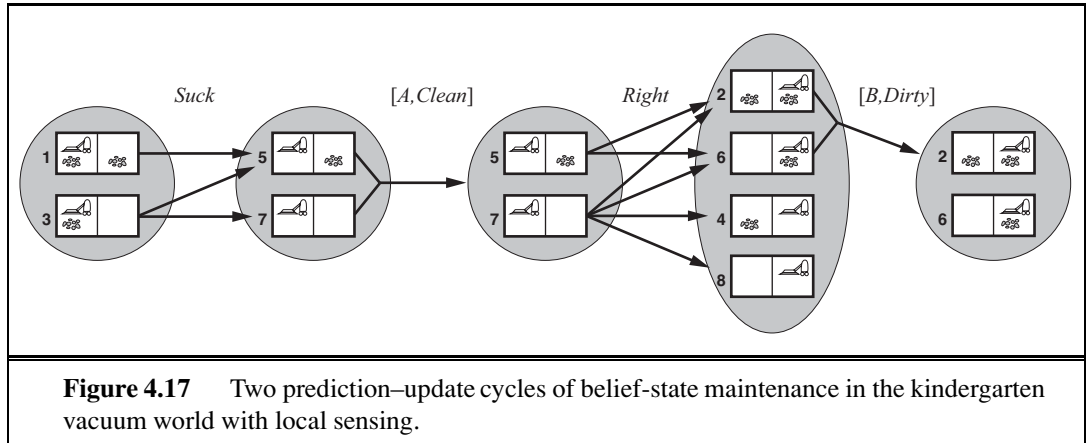 Suck
[A,Clean]
Right
[B,Dirty]
1
3
5
7
5
7
2
6
4
8
2
6
Figure 4.17 Two prediction–update cycles of belief-state maintenance in the kindergarten
vacuum world with local sensing.